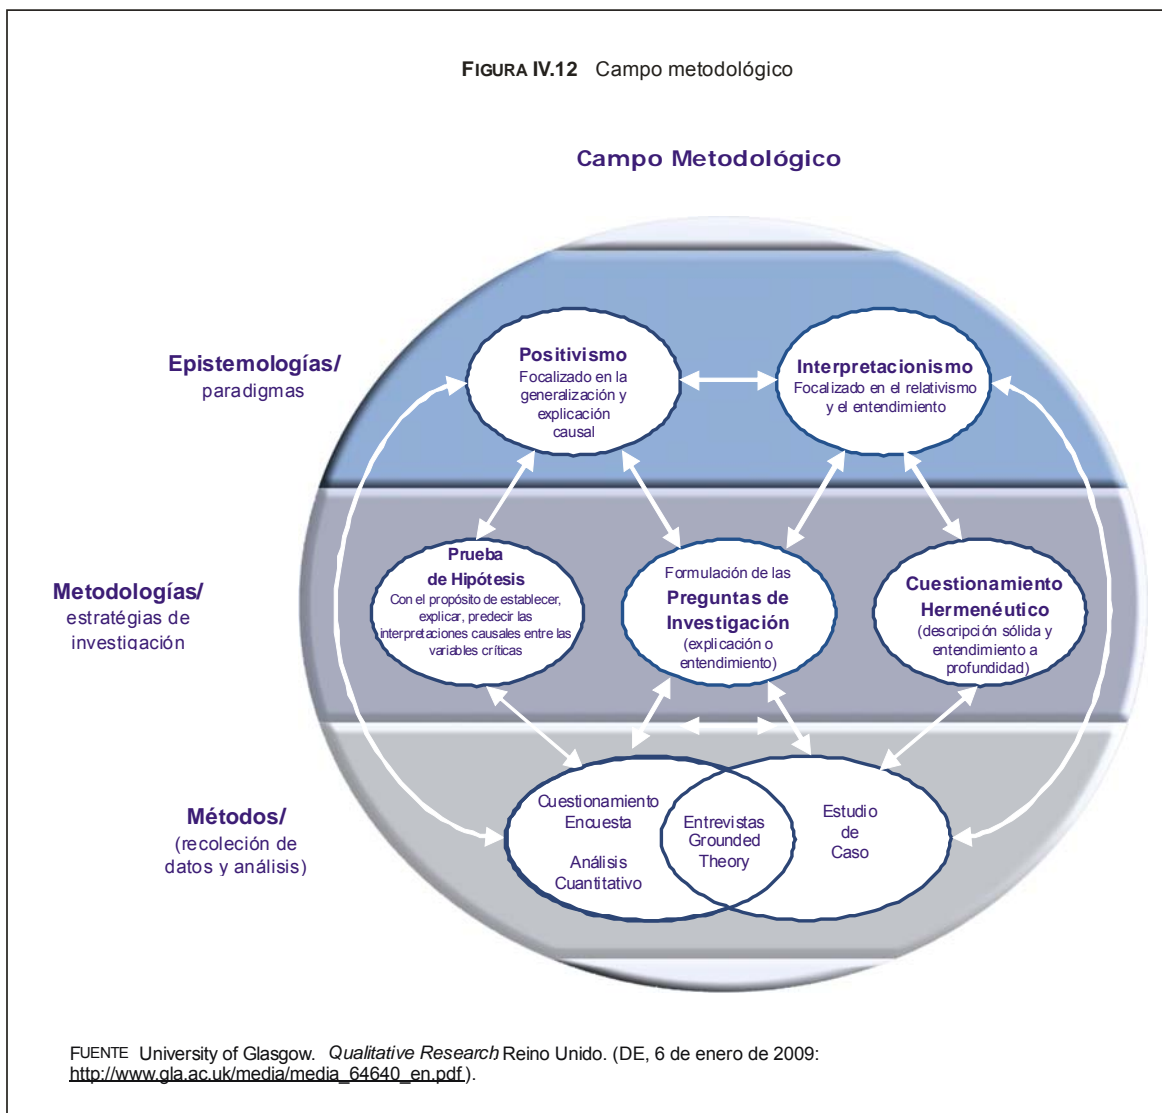 FIGURA IV.12 Campo metodológico
Campo Metodológico
Epistemologías/
paradigmas
Positivismo
Focalizado en la
generalización y
explicación
causal
Interpretacionismo
Focalizado en el relativismo
y el entendimiento
Metodologías/
estratégias de
investigación
Prueba
de Hipótesis
Con el propósito de establecer,
explicar, predecir las
interpretaciones causales entre las
variables críticas
Formulación de las
Preguntas de
Investigación
(explicación o
entendimiento)
Cuestionamiento
Hermenéutico
(descripción sólida y
entendimiento a
profundidad)
Métodos/
(recoleción de
datos y análisis)
Cuestionamiento
Encuesta
Análisis
Cuantitativo
Entrevistas
Grounded
Theory
Estudio
de
Caso
FUENTE University of Glasgow. Qualitative Research Reino Unido. (DE, 6 de enero de 2009:
http://www.gla.ac.uk/media/media_64640_en.pdf).